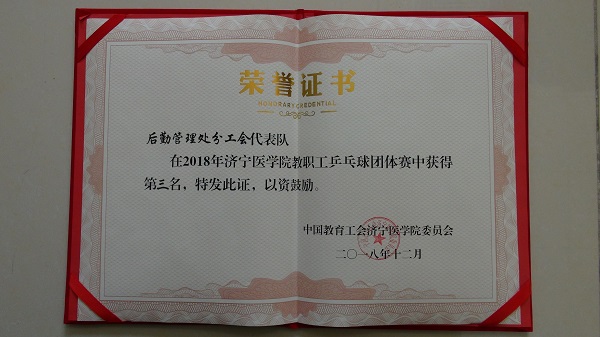 荣誉证书
HONORARY CREDENTIAL
后勤管理处分工会代表队
在2018年济宁医学院教职工乒乓球团体赛中获得
第三名，特发此证，以资鼓励。
中国教育工会济宁医学院委员会
二〇一八年十二月